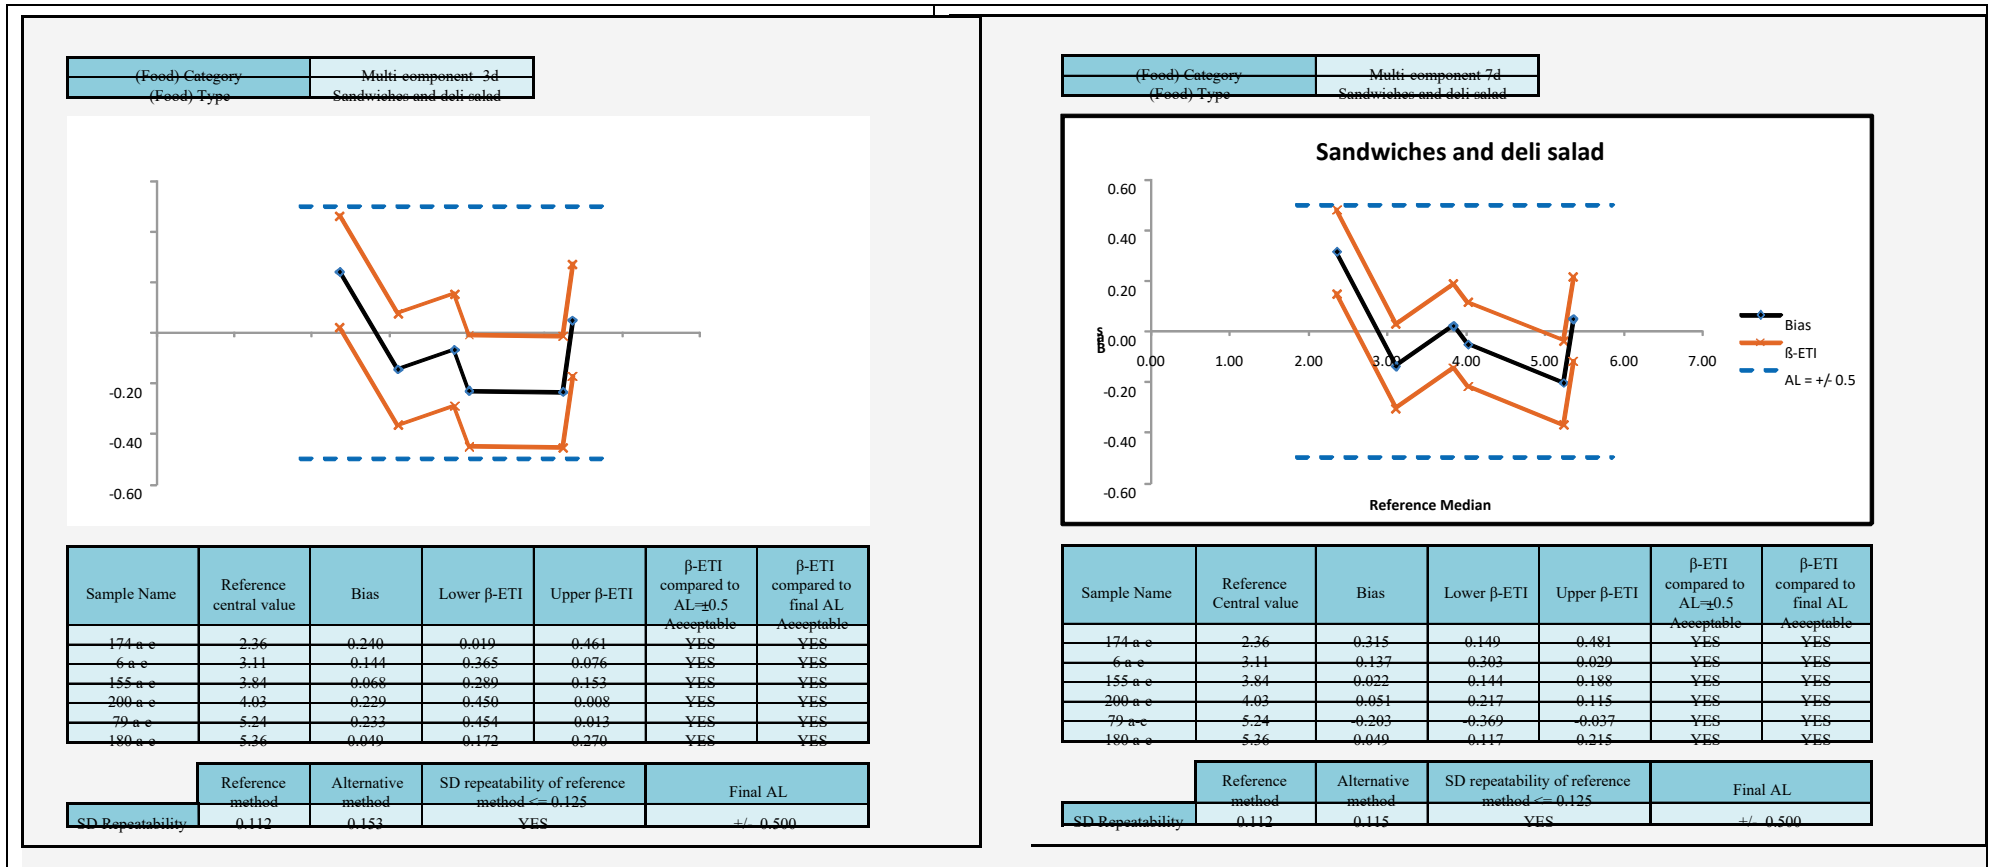 (Food) Category Multi component 3d
(Food) Type Sandwiches and deli salad
-0.20
-0.40
-0.60
Sample Name Reference central value Bias Lower β-ETI Upper β-ETI β-ETI compared to AL=±0.5 Acceptable β-ETI compared to final AL Acceptable
174 a-c 2.36 0.240 0.019 0.461 YES YES
6 a-c 3.11 0.144 0.365 0.076 YES YES
155 a-c 3.84 0.068 0.289 0.153 YES YES
200 a-c 4.03 0.229 0.450 0.008 YES YES
79 a-c 5.24 0.233 0.454 0.013 YES YES
180 a-c 5.36 0.049 0.172 0.270 YES YES
Reference method Alternative method SD repeatability of reference method <= 0.125 Final AL
SD Repeatability 0.112 0.153 YES +/- 0.500
(Food) Category Multi component 7d
(Food) Type Sandwiches and deli salad
Sandwiches and deli salad
0.60
0.40
0.20
0.00
-0.20
-0.40
-0.60
Bias
0.00 1.00 2.00 3.00 4.00 5.00 6.00 7.00
Reference Median
Bias
ß-ETI
AL = +/- 0.5
Sample Name Reference Central value Bias Lower β-ETI Upper β-ETI β-ETI compared to AL=±0.5 Acceptable β-ETI compared to final AL Acceptable
174 a-c 2.36 0.315 0.149 0.481 YES YES
6 a-c 3.11 0.137 0.303 0.029 YES YES
155 a-c 3.84 0.022 0.144 0.188 YES YES
200 a-c 4.03 0.051 0.217 0.115 YES YES
79 a-c 5.24 -0.203 -0.369 -0.037 YES YES
180 a-c 5.36 0.049 0.117 0.215 YES YES
Reference method Alternative method SD repeatability of reference method <= 0.125 Final AL
SD Repeatability 0.112 0.115 YES +/- 0.500